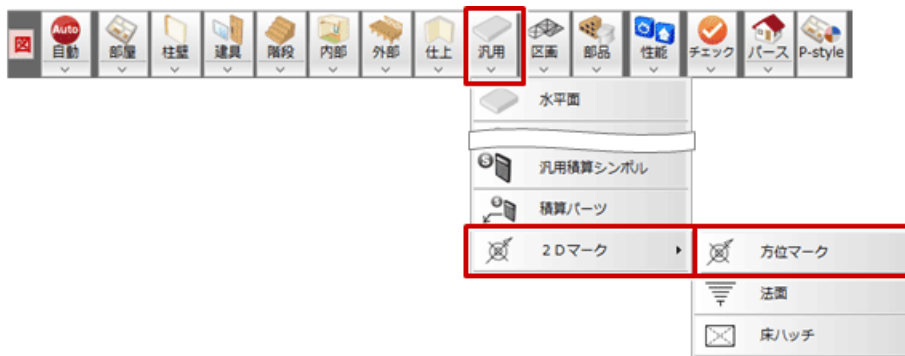 図
Auto
自動
部屋
柱壁
建具
階段
内部
外部
仕上
汎用
区画
部品
性能
チェック
パース
P-style
水平面
汎用積算シンボル
積算パーツ
2Dマーク
方位マーク
法面
床ハッチ